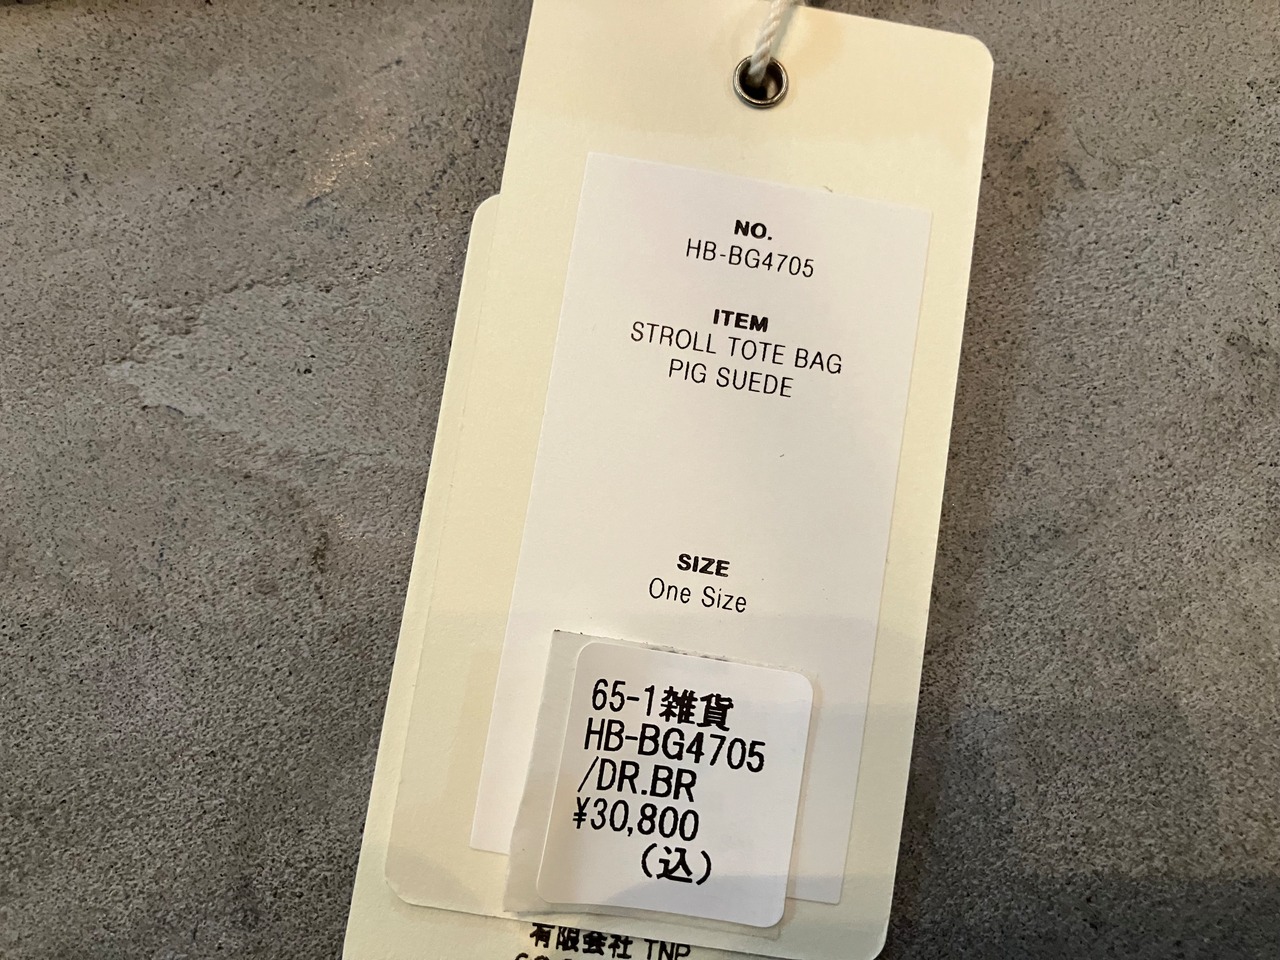 NO.
HB-BG4705
ITEM
STROLL TOTE BAG
PIG SUEDE
SIZE
One Size
65-1雑貨
HB-BG4705
/DR.BR
¥30,800
(込)
有限会社 TNP